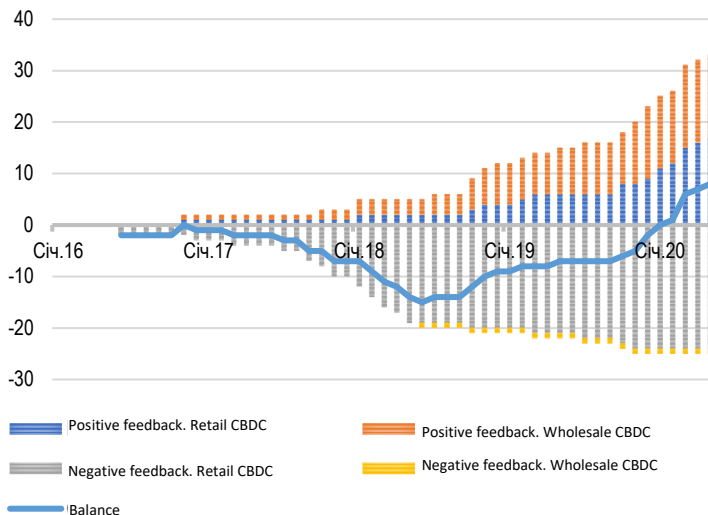 40
30
20
10
0
-10
-20
-30
Січ.16 Січ.17 Січ.18 Січ.19 Січ.20
Positive feedback. Retail CBDC
Positive feedback. Wholesale CBDC
Negative feedback. Retail CBDC
Negative feedback. Wholesale CBDC
Balance